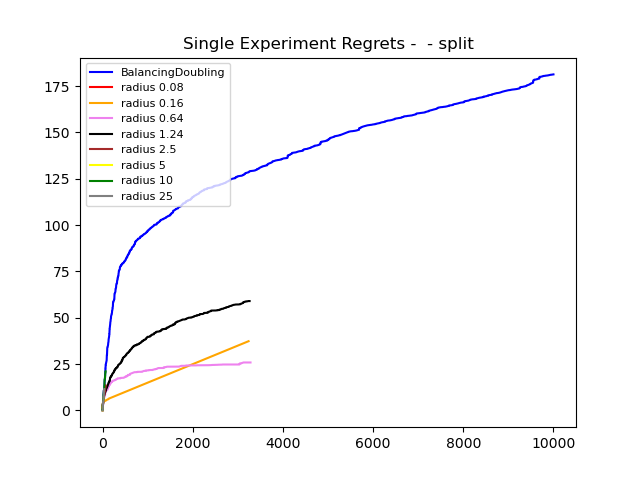 Single Experiment Regrets -  - split
BalancingDoubling
radius 0.08
radius 0.16
radius 0.64
radius 1.24
radius 2.5
radius 5
radius 10
radius 25
175
150
125
100
75
50
25
0
0 2000 4000 6000 8000 10000